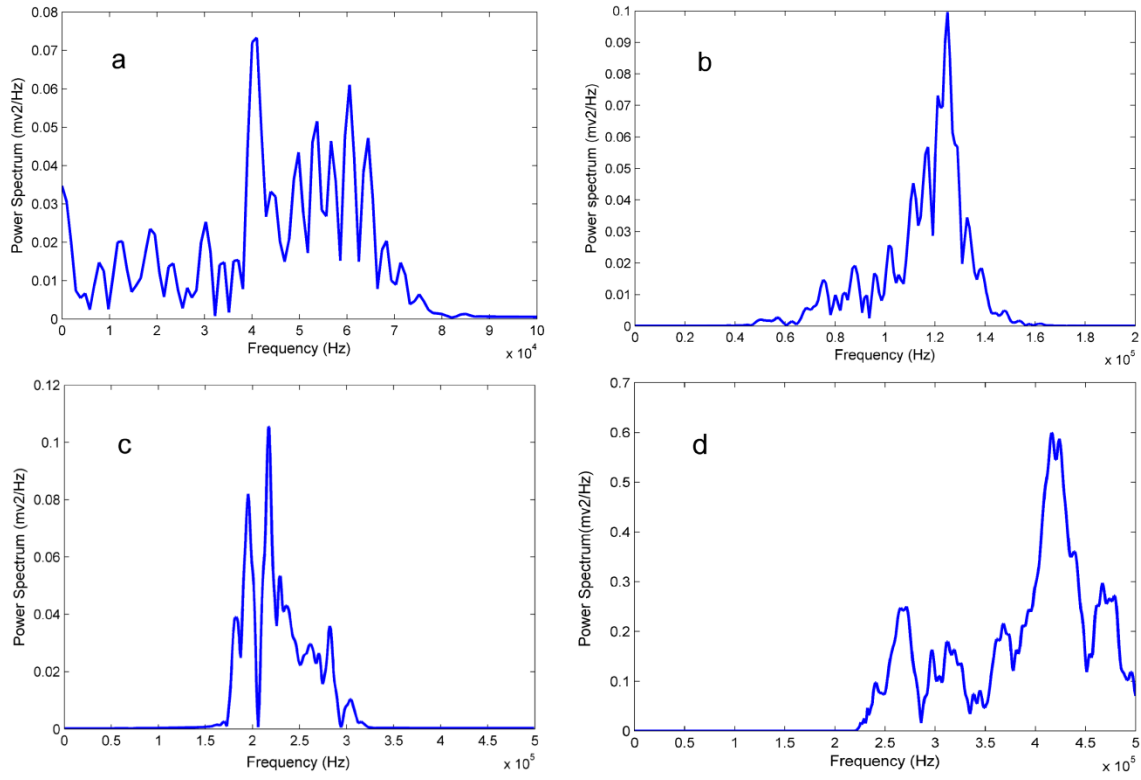 a
Power Spectrum (mv2/Hz)
0.08
0.07
0.06
0.05
0.04
0.03
0.02
0.01
0
0 1 2 3 4 5 6 7 8 9 10
Frequency (Hz)
x 10^4
b
Power spectrum (mv2/Hz)
0.1
0.09
0.08
0.07
0.06
0.05
0.04
0.03
0.02
0.01
0
0 0.2 0.4 0.6 0.8 1 1.2 1.4 1.6 1.8 2
Frequency (Hz)
x 10^5
c
Power Spectrum (mv2/Hz)
0.12
0.1
0.08
0.06
0.04
0.02
0
0 0.5 1 1.5 2 2.5 3 3.5 4 4.5 5
Frequency (Hz)
x 10^5
d
Power Spectrum(mv2/Hz)
0.7
0.6
0.5
0.4
0.3
0.2
0.1
0
0 0.5 1 1.5 2 2.5 3 3.5 4 4.5 5
Frequency (Hz)
x 10^5